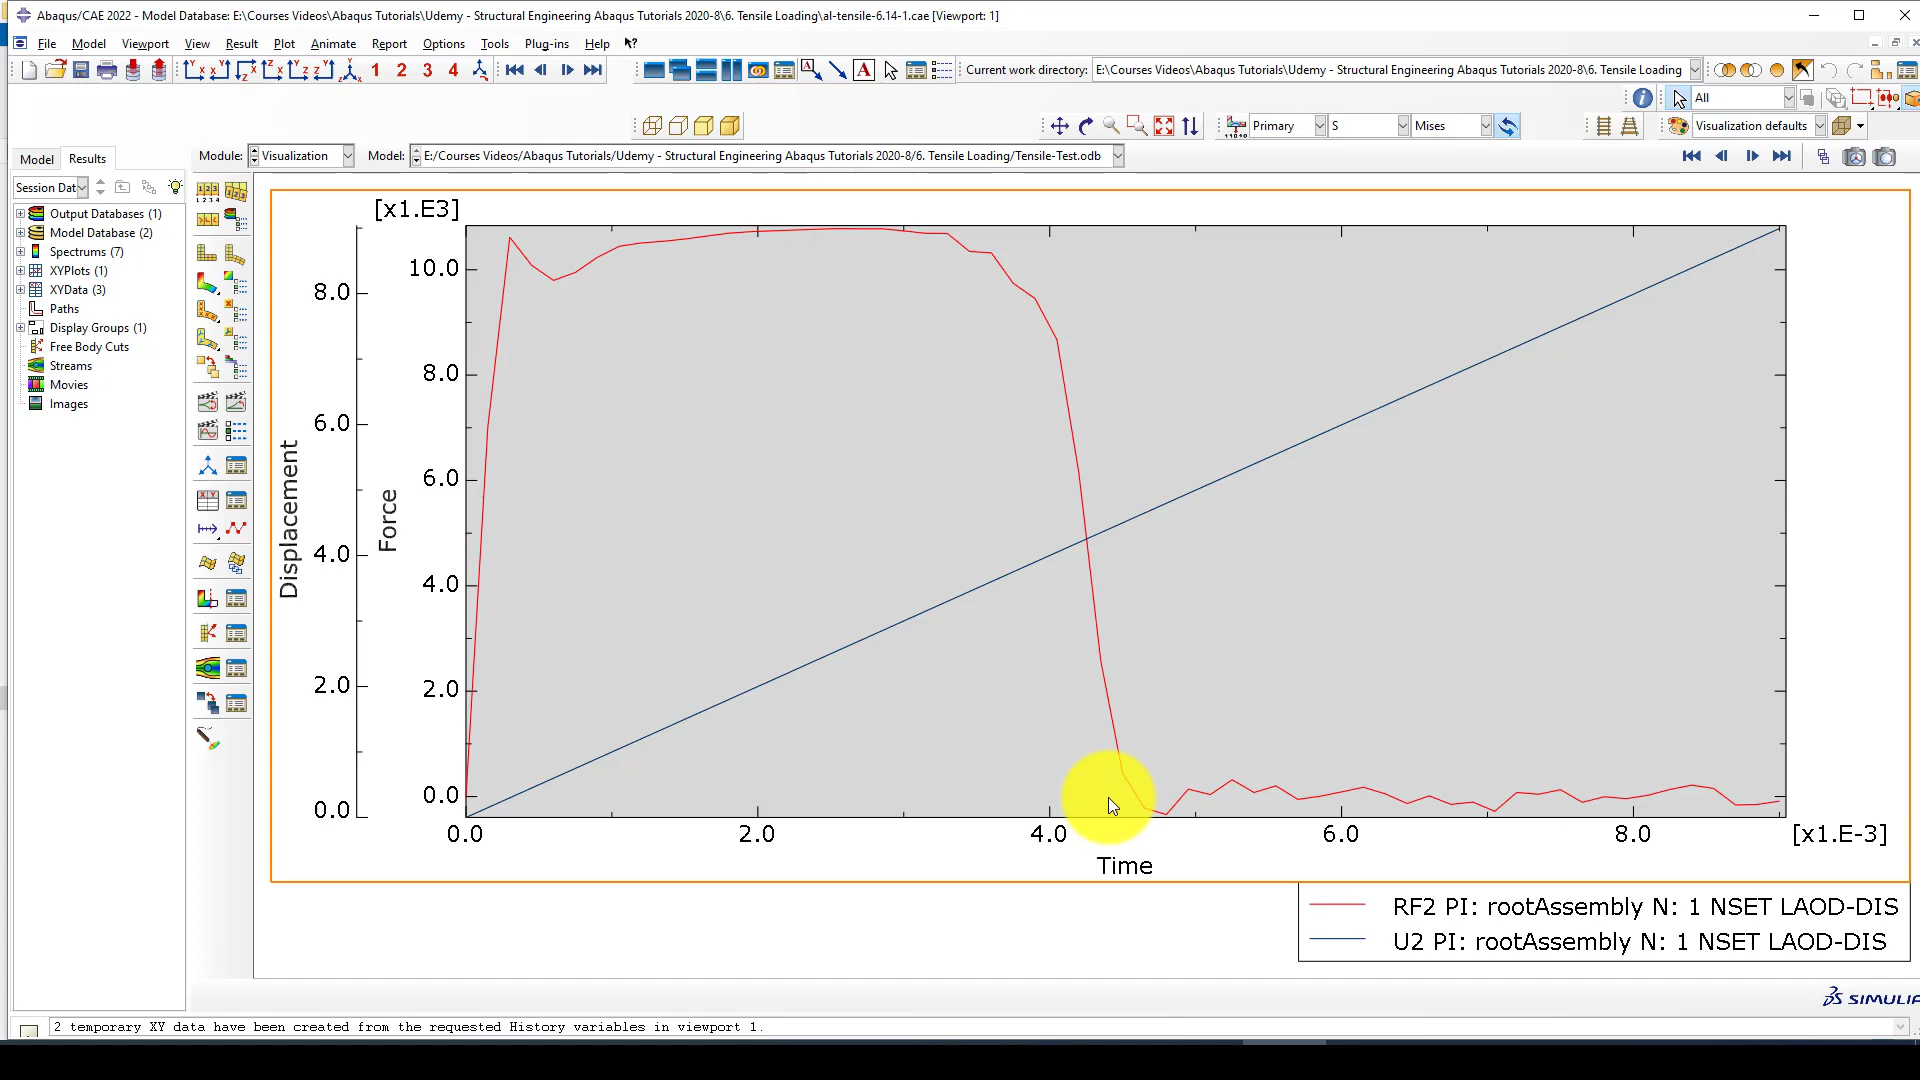 Abaqus/CAE 2022 - Model Database: E:\Courses Videos\Abaqus Tutorials\Udemy - Structural Engineering Abaqus Tutorials 2020-8\6. Tensile Loading\al-tensile-6.14-1.cae [Viewport: 1]
File Model Viewport View Result Plot Animate Report Options Tools Plug-ins Help
1 2 3 4 Current work directory: E:\Courses Videos\Abaqus Tutorials\Udemy - Structural Engineering Abaqus Tutorials 2020-8\6. Tensile Loading
All
Primary S Mises Visualization defaults
Model Results Module: Visualization Model: E:/Courses Videos/Abaqus Tutorials/Udemy - Structural Engineering Abaqus Tutorials 2020-8/6. Tensile Loading/Tensile-Test.odb
Session Dat
Output Databases (1)
Model Database (2)
Spectrums (7)
XYPlots (1)
XYData (3)
Paths
Display Groups (1)
Free Body Cuts
Streams
Movies
Images
[x1.E3]
Displacement
8.0
6.0
4.0
2.0
0.0
Force
10.0
8.0
6.0
4.0
2.0
0.0
0.0 2.0 4.0 6.0 8.0 [x1.E-3]
Time
RF2 PI: rootAssembly N: 1 NSET LAOD-DIS
U2 PI: rootAssembly N: 1 NSET LAOD-DIS
SIMULIA
2 temporary XY data have been created from the requested History variables in viewport 1.